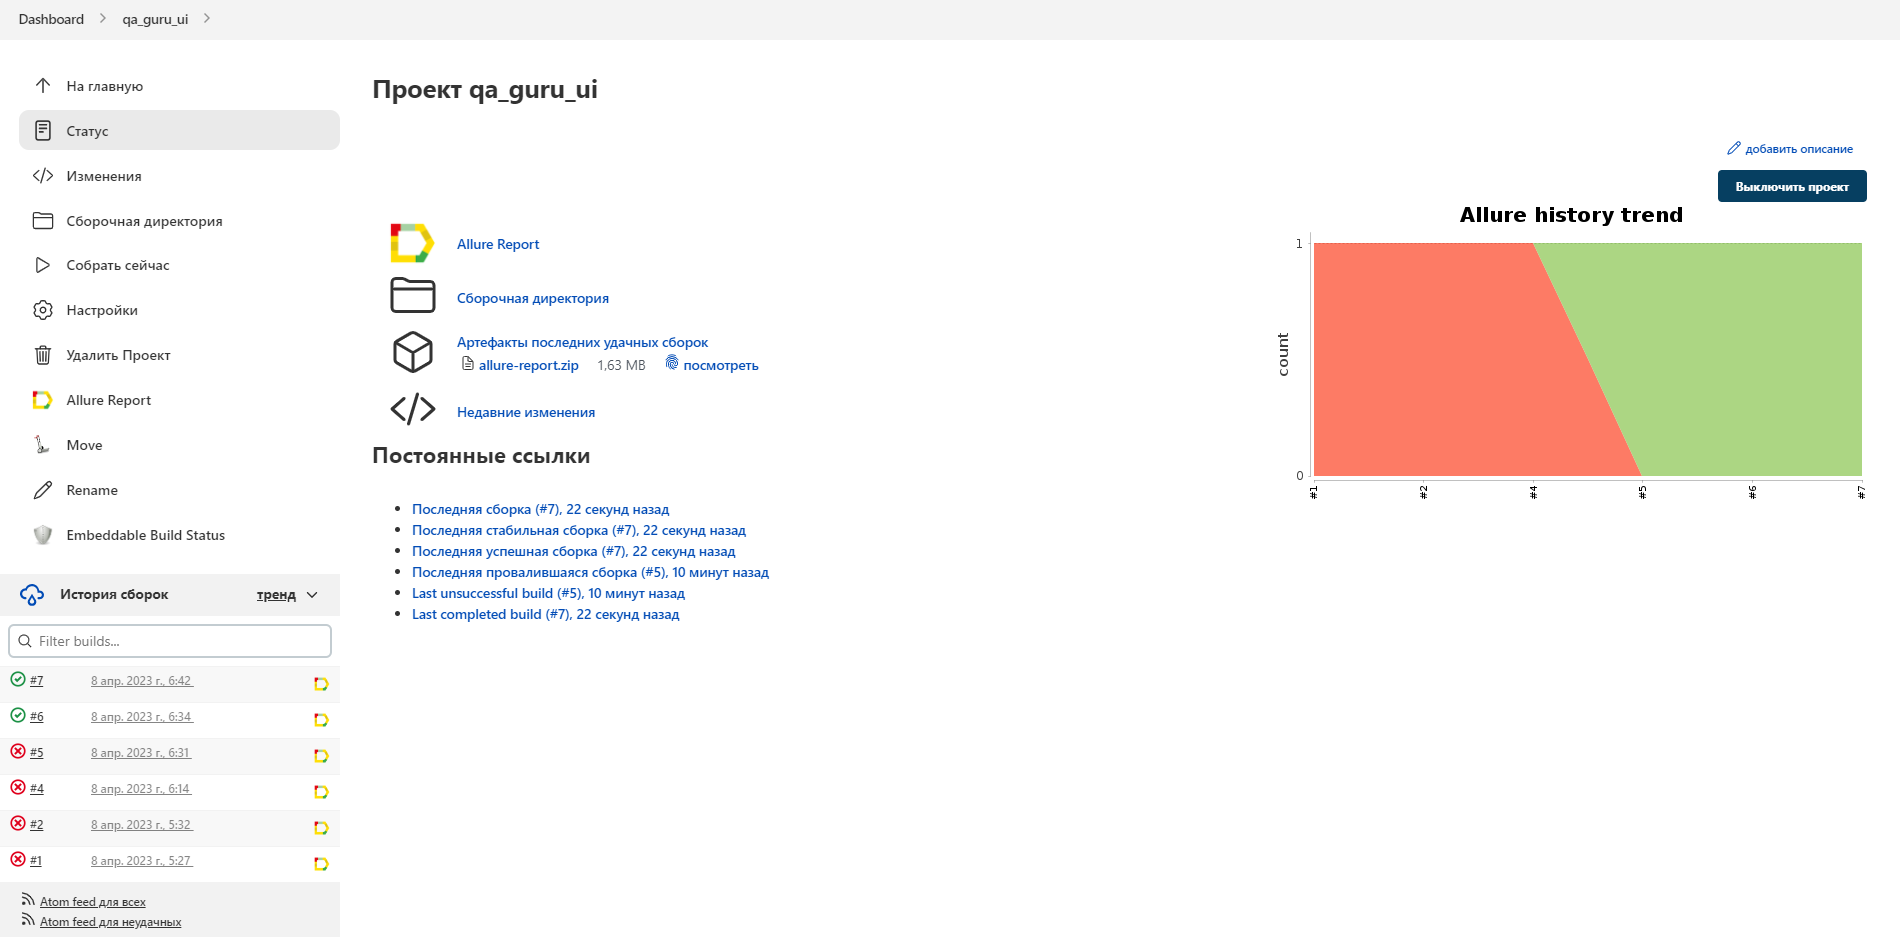 Dashboard
qa_guru_ui
На главную
Статус
Изменения
Сборочная директория
Собрать сейчас
Настройки
Удалить Проект
Allure Report
Move
Rename
Embeddable Build Status
История сборок
тренд
Filter builds...
#7 8 апр. 2023 г., 6:42
#6 8 апр. 2023 г., 6:34
#5 8 апр. 2023 г., 6:31
#4 8 апр. 2023 г., 6:14
#2 8 апр. 2023 г., 5:32
#1 8 апр. 2023 г., 5:27
Atom feed для всех
Atom feed для неудачных
Проект qa_guru_ui
добавить описание
Выключить проект
Allure Report
Сборочная директория
Артефакты последних удачных сборок
allure-report.zip 1,63 MB посмотреть
Недавние изменения
Постоянные ссылки
Последняя сборка (#7), 22 секунд назад
Последняя стабильная сборка (#7), 22 секунд назад
Последняя успешная сборка (#7), 22 секунд назад
Последняя провалившаяся сборка (#5), 10 минут назад
Last unsuccessful build (#5), 10 минут назад
Last completed build (#7), 22 секунд назад
Allure history trend
1
count
0
#1 #2 #4 #5 #6 #7